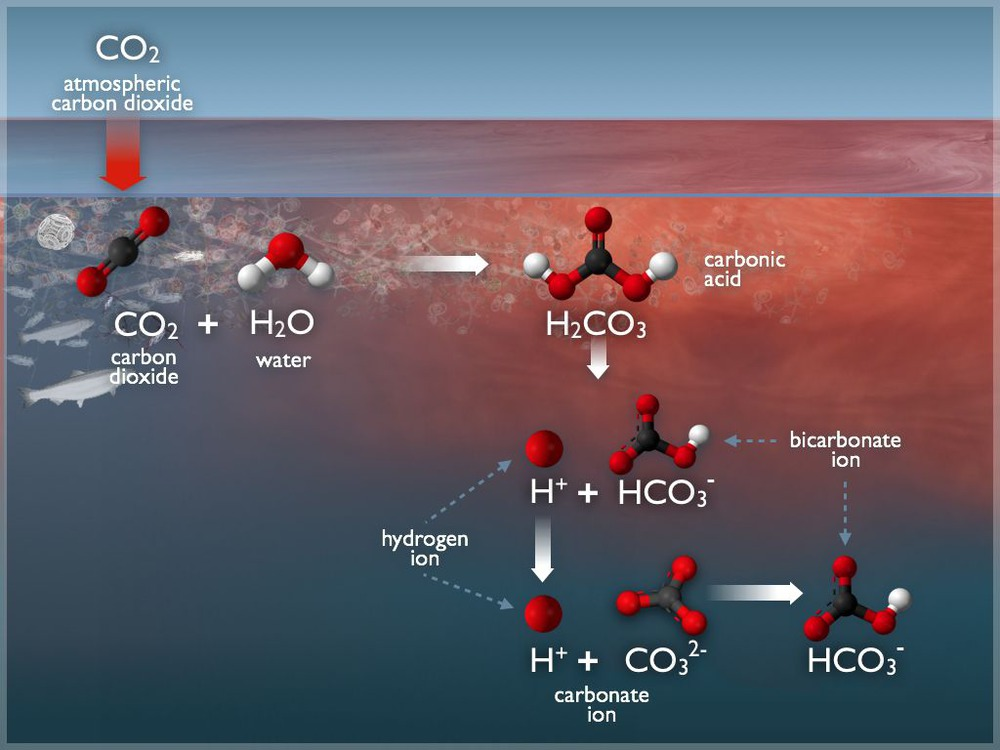 CO₂
atmospheric
carbon dioxide
CO₂ + H₂O
carbon
dioxide
water
H₂CO₃
carbonic
acid
H⁺ + HCO₃⁻
bicarbonate
ion
hydrogen
ion
H⁺ + CO₃²⁻
carbonate
ion
HCO₃⁻